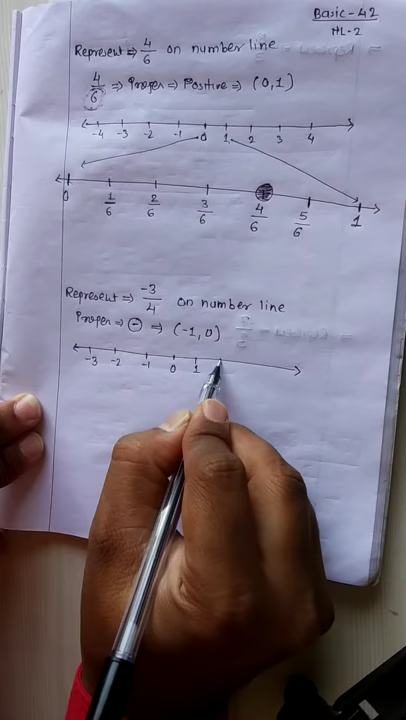 Basic-42
NL-2
Represent ⇒ 4/6 on number line
4/6 ⇒ Proper ⇒ Positive ⇒ (0,1)
-4 -3 -2 -1 0 1 2 3 4
0 1/6 2/6 3/6 4/6 5/6 1
Represent ⇒ -3/4 on number line
Proper ⇒ ⊖ ⇒ (-1, 0)
-3 -2 -1 0 1